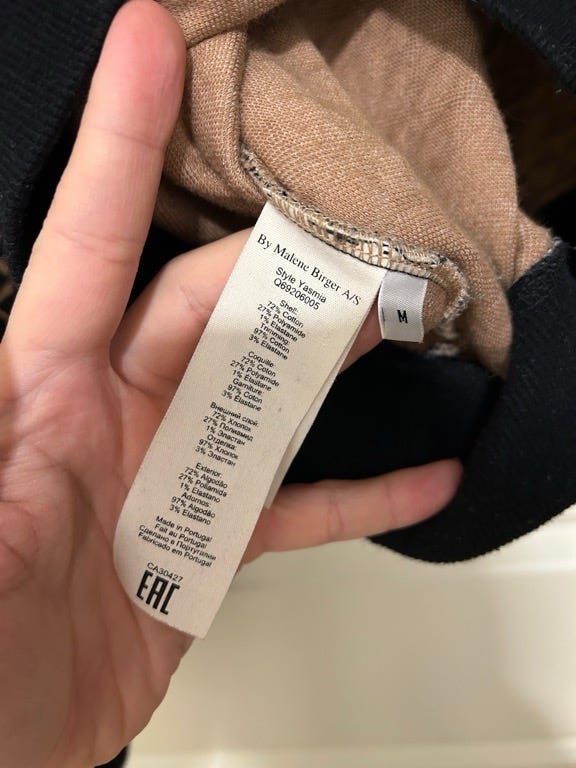 By Malene Birger A/S
Style Yasmia
Q69206005
Shell:
72% Cotton
27% Polyamide
1% Elastane
Trimming:
97% Cotton
3% Elastane
Coquille:
72% Coton
27% Polyamide
1% Elastane
Garniture:
97% Coton
3% Elastane
Внешний слой:
72% Хлопок
27% Полиамид
1% Эластан
Отделка:
97% Хлопок
3% Эластан
Exterior:
72% Algodão
27% Poliamida
1% Elastano
Adornos:
97% Algodão
3% Elastano
Made in Portugal
Fait au Portugal
Сделано в Португалии
Fabricado em Portugal
CA30427
EAC
M